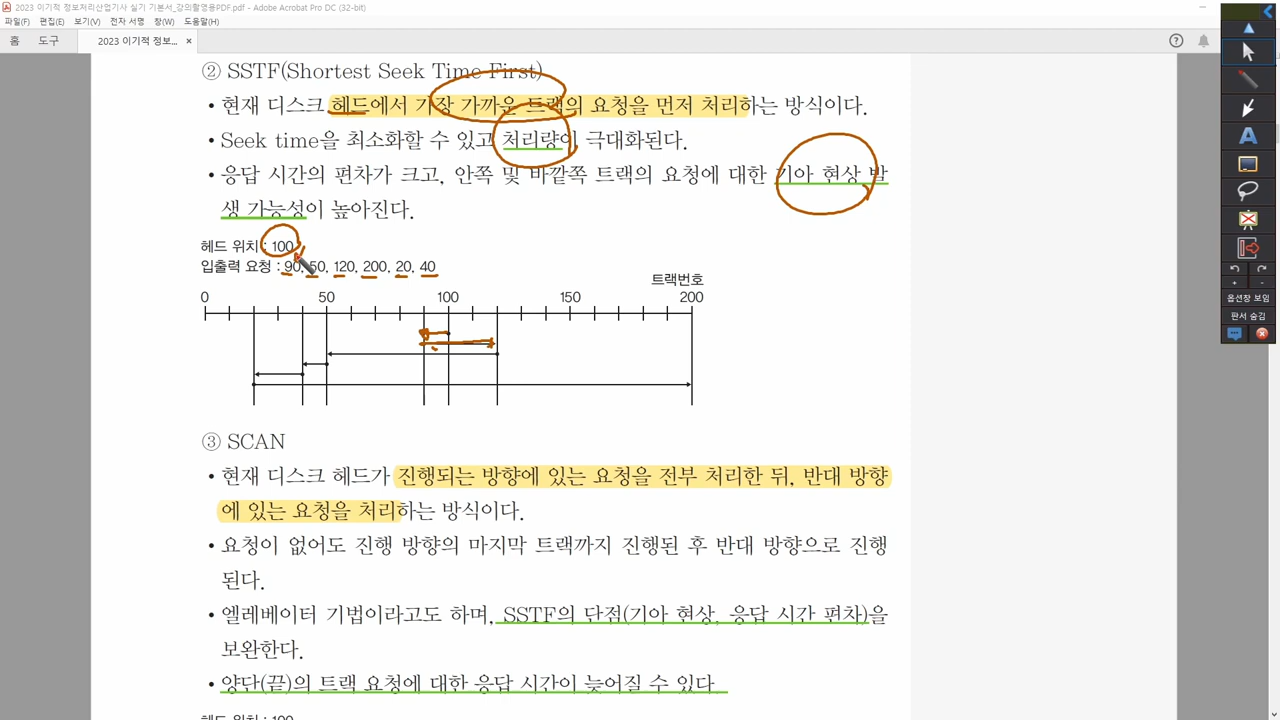 2023 이기적 정보처리산업기사 실기 기본서_강의촬영용PDF.pdf - Adobe Acrobat Pro DC (32-bit)
파일(F) 편집(E) 보기(V) 전자 서명 창(W) 도움말(H)
홈 도구 2023 이기적 정보... ×
② SSTF(Shortest Seek Time First)
• 현재 디스크 헤드에서 가장 가까운 트랙의 요청을 먼저 처리하는 방식이다.
• Seek time을 최소화할 수 있고 처리량이 극대화된다.
• 응답 시간의 편차가 크고, 안쪽 및 바깥쪽 트랙의 요청에 대한 기아 현상 발
생 가능성이 높아진다.
헤드 위치 : 100
입출력 요청 : 90, 50, 120, 200, 20, 40
트랙번호
0 50 100 150 200
③ SCAN
• 현재 디스크 헤드가 진행되는 방향에 있는 요청을 전부 처리한 뒤, 반대 방향
에 있는 요청을 처리하는 방식이다.
• 요청이 없어도 진행 방향의 마지막 트랙까지 진행된 후 반대 방향으로 진행
된다.
• 엘레베이터 기법이라고도 하며, SSTF의 단점(기아 현상, 응답 시간 편차)을
보완한다.
• 양단(끝)의 트랙 요청에 대한 응답 시간이 늦어질 수 있다.
헤드 위치 : 100
A
옵션창 보임
판서 숨김